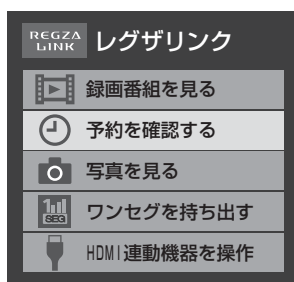 REGZA LINK レグザリンク
録画番組を見る
予約を確認する
写真を見る
1seg SEG ワンセグを持ち出す
HDMI連動機器を操作